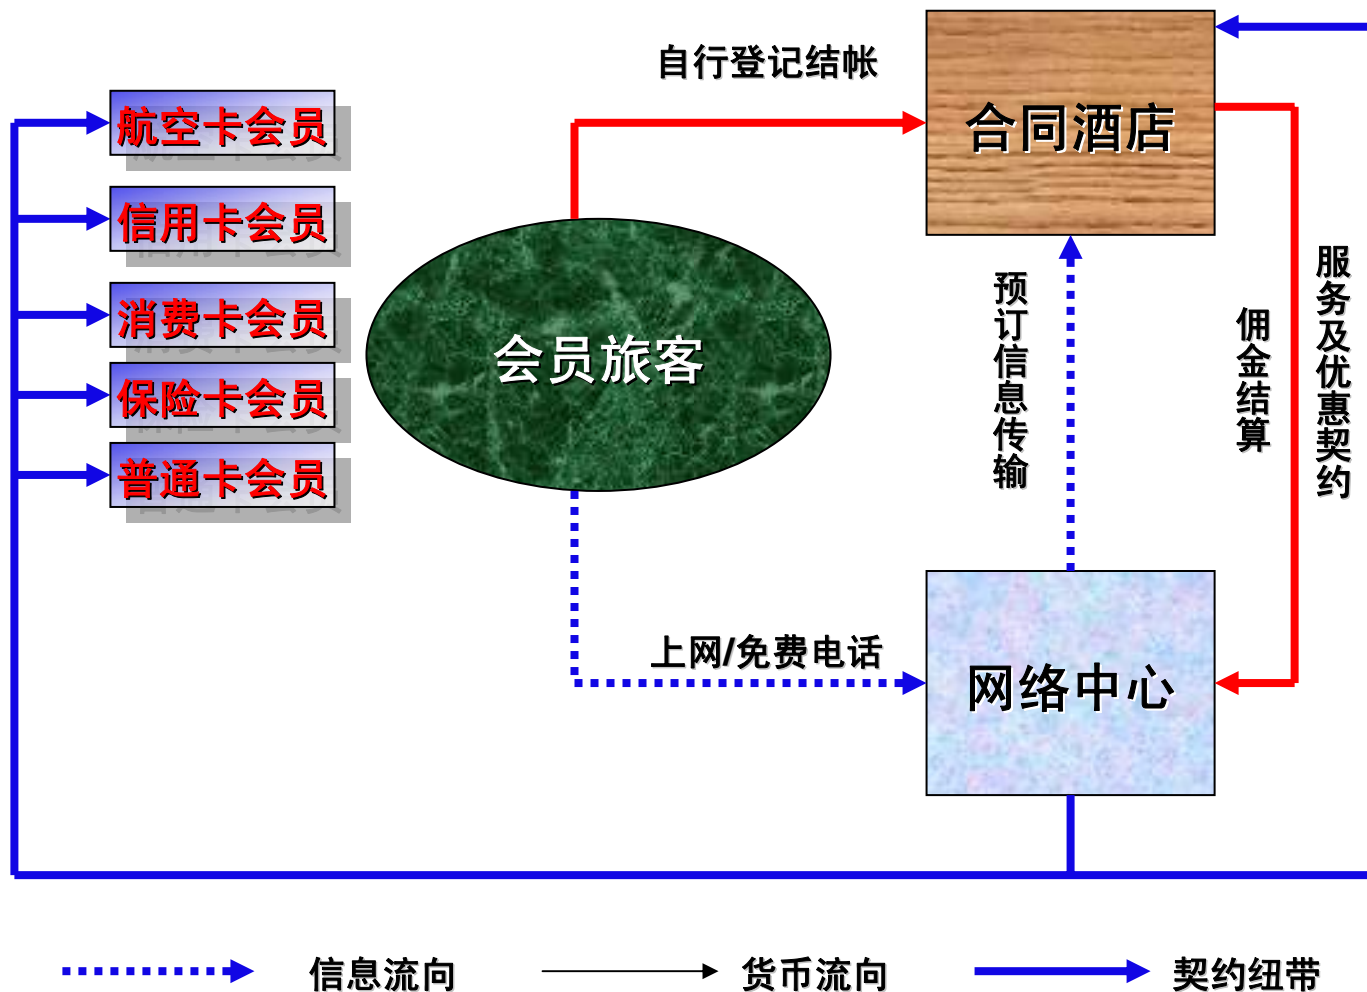 自行登记结帐
合同酒店
航空卡会员
信用卡会员
消费卡会员
保险卡会员
普通卡会员
会员旅客
预订信息传输
佣金结算
服务及优惠契约
上网/免费电话
网络中心
信息流向
货币流向
契约纽带